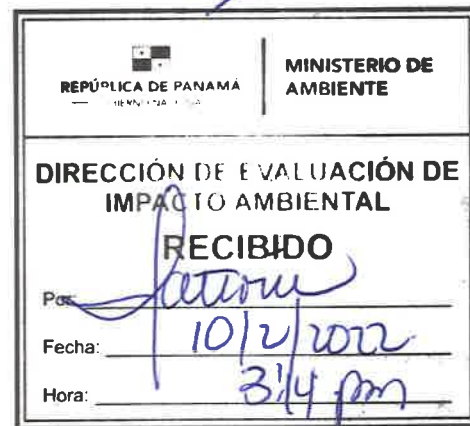 REPÚBLICA DE PANAMÁ
MINISTERIO DE
AMBIENTE
DIRECCIÓN DE EVALUACIÓN DE
IMPACTO AMBIENTAL
RECIBIDO
Por:
Fecha: 10/2/2022
Hora: 3:14 pm